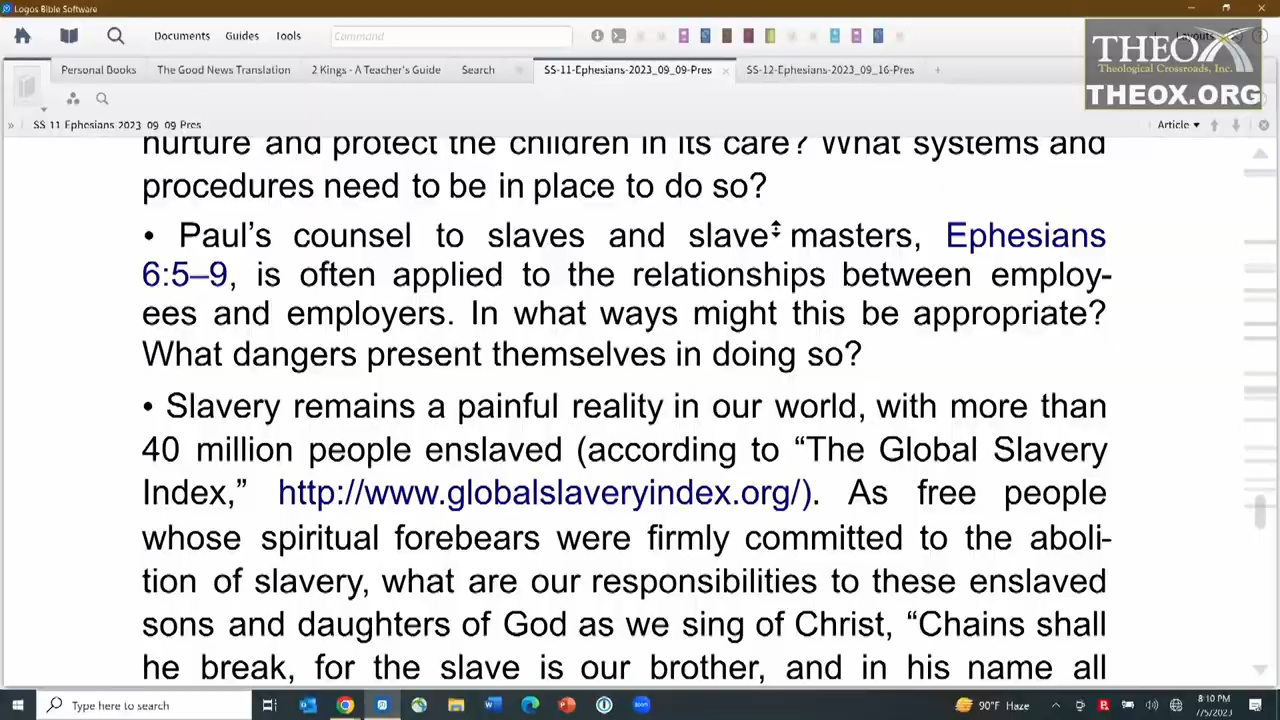 Logos Bible Software
Documents Guides Tools Command Layouts
THEOX
Theological Crossroads, Inc.
THEOX.ORG
Personal Books The Good News Translation 2 Kings - A Teacher's Guide Search SS-11-Ephesians-2023_09_09-Pres SS-12-Ephesians-2023_09_16-Pres
SS-11-Ephesians-2023_09_09-Pres Article
nurture and protect the children in its care? What systems and
procedures need to be in place to do so?
• Paul’s counsel to slaves and slave masters, Ephesians
6:5–9, is often applied to the relationships between employ-
ees and employers. In what ways might this be appropriate?
What dangers present themselves in doing so?
• Slavery remains a painful reality in our world, with more than
40 million people enslaved (according to “The Global Slavery
Index,” http://www.globalslaveryindex.org/). As free people
whose spiritual forebears were firmly committed to the aboli-
tion of slavery, what are our responsibilities to these enslaved
sons and daughters of God as we sing of Christ, “Chains shall
he break, for the slave is our brother, and in his name all
Type here to search 90°F Haze 8:10 PM
7/5/2023